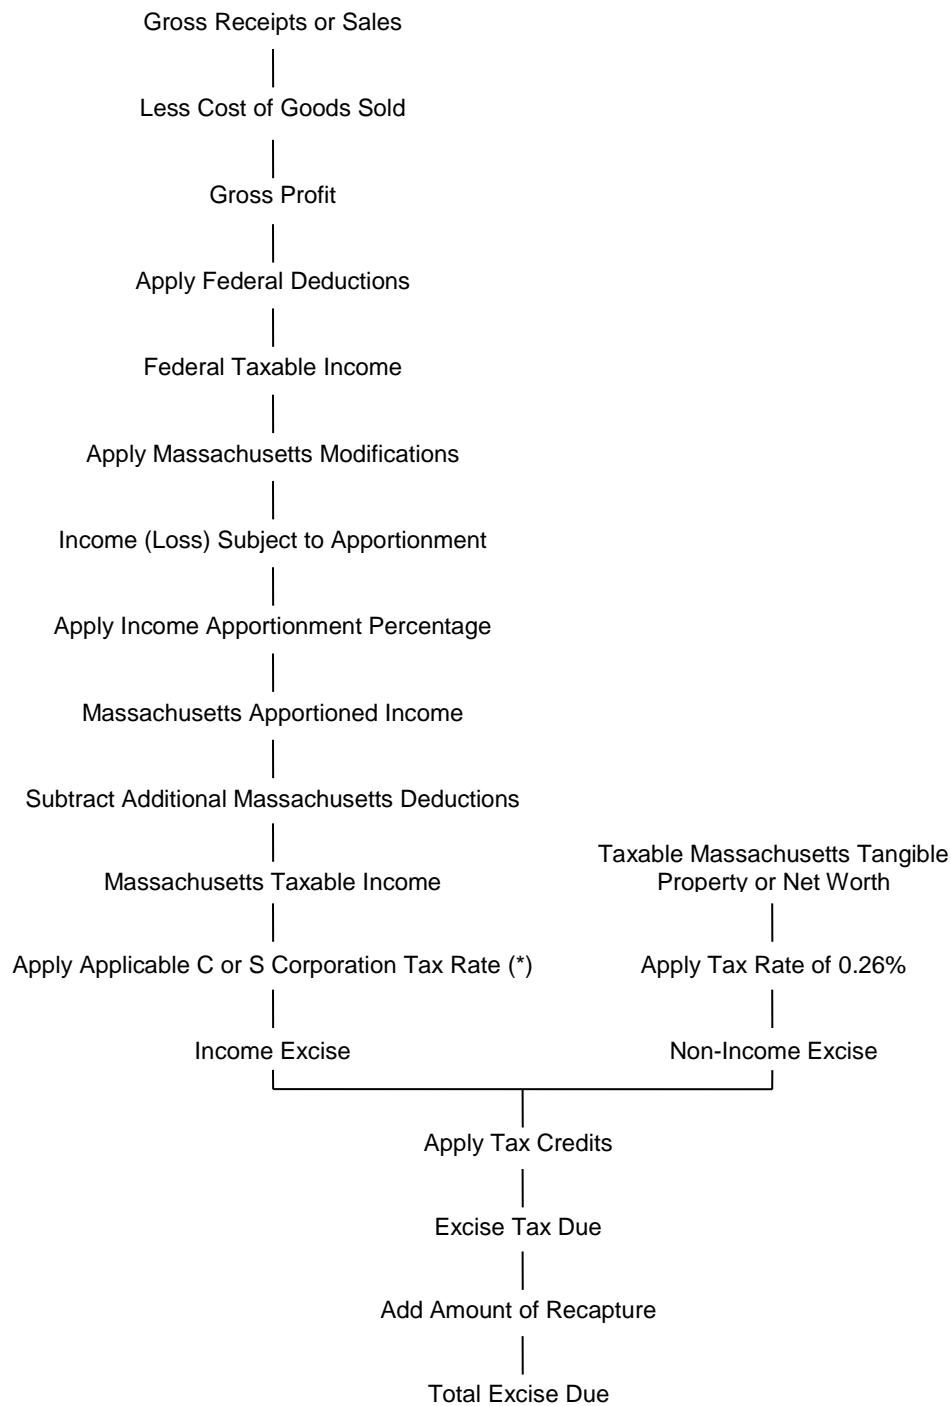 Gross Receipts or Sales
Less Cost of Goods Sold
Gross Profit
Apply Federal Deductions
Federal Taxable Income
Apply Massachusetts Modifications
Income (Loss) Subject to Apportionment
Apply Income Apportionment Percentage
Massachusetts Apportioned Income
Subtract Additional Massachusetts Deductions
Massachusetts Taxable Income
Apply Applicable C or S Corporation Tax Rate (*)
Income Excise
Taxable Massachusetts Tangible
Property or Net Worth
Apply Tax Rate of 0.26%
Non-Income Excise
Apply Tax Credits
Excise Tax Due
Add Amount of Recapture
Total Excise Due